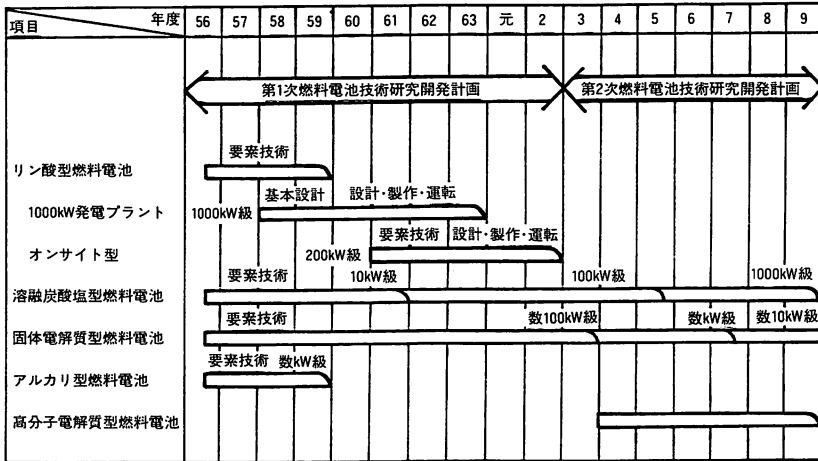 項目 年度 56 57 58 59 60 61 62 63 元 2 3 4 5 6 7 8 9
第1次燃料電池技術研究開発計画 第2次燃料電池技術研究開発計画
要素技術
リン酸型燃料電池
基本設計 設計・製作・運転
1000kW発電プラント 1000kW級
要素技術 設計・製作・運転
オンサイト型 200kW級
要素技術 10kW級 100kW級 1000kW級
溶融炭酸塩型燃料電池
要素技術 数100kW級 数kW級 数10kW級
固体電解質型燃料電池
要素技術 数kW級
アルカリ型燃料電池
高分子電解質型燃料電池